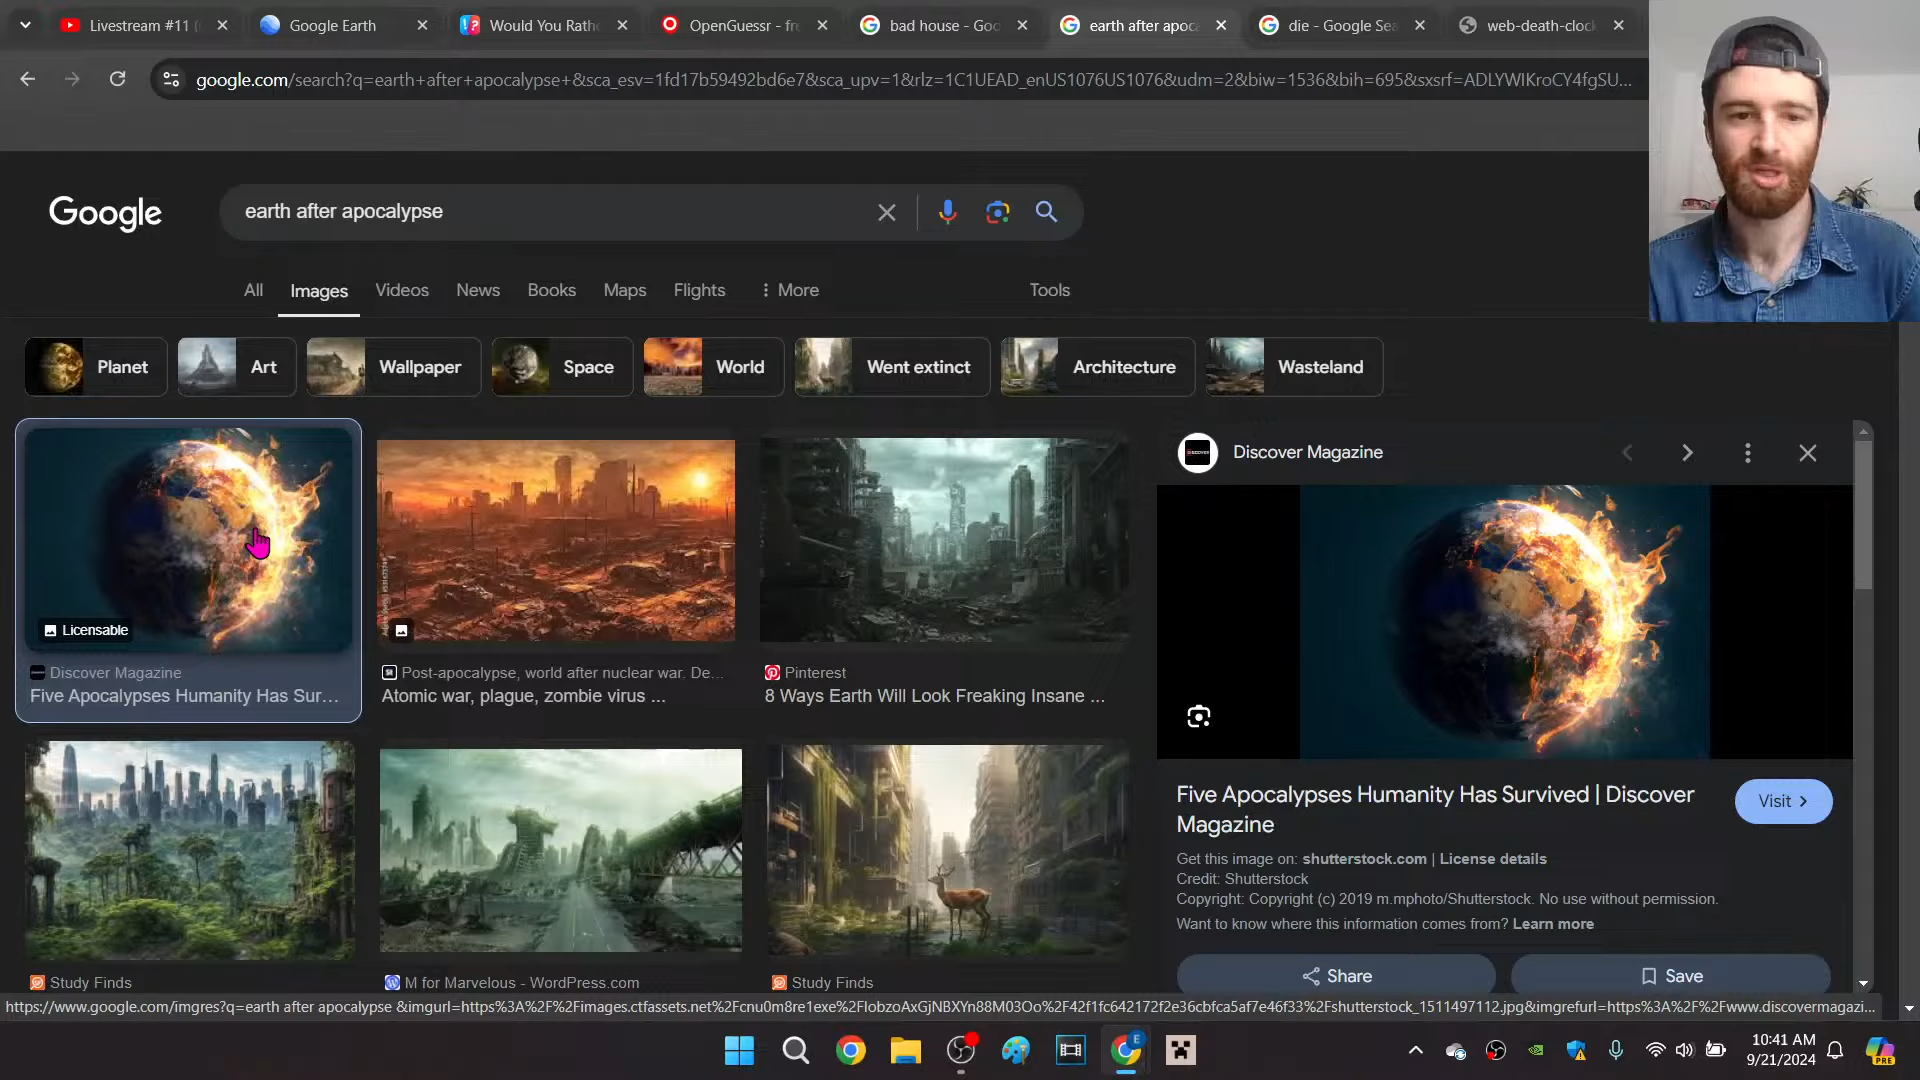 Livestream #11 (
Google Earth
Would You Rath
OpenGuessr - fr
bad house - Goo
earth after apoca
die - Google Sea
web-death-clock
google.com/search?q=earth+after+apocalypse+&sca_esv=1fd17b59492bd6e7&sca_upv=1&rlz=1C1UEAD_enUS1076US1076&udm=2&biw=1536&bih=695&sxsrf=ADLYWIKroCY4fgSU...
Google
earth after apocalypse
All Images Videos News Books Maps Flights More Tools
Planet Art Wallpaper Space World Went extinct Architecture Wasteland
Licensable
Discover Magazine
Five Apocalypses Humanity Has Sur...
Post-apocalypse, world after nuclear war. De...
Atomic war, plague, zombie virus ...
Pinterest
8 Ways Earth Will Look Freaking Insane ...
Study Finds
M for Marvelous - WordPress.com
Study Finds
Discover Magazine
Five Apocalypses Humanity Has Survived | Discover
Magazine
Visit
Get this image on: shutterstock.com | License details
Credit: Shutterstock
Copyright: Copyright (c) 2019 m.mphoto/Shutterstock. No use without permission.
Want to know where this information comes from? Learn more
Share
Save
https://www.google.com/imgres?q=earth after apocalypse &imgurl=https%3A%2F%2Fimages.ctfassets.net%2Fcnu0m8re1exe%2FIobzoAxGjNBXYn88M03Oo%2F42f1fc642172f2e36cbfca5af7e46f33%2Fshutterstock_1511497112.jpg&imgrefurl=https%3A%2F%2Fwww.discovermagazi...
E
10:41 AM
9/21/2024
PRE